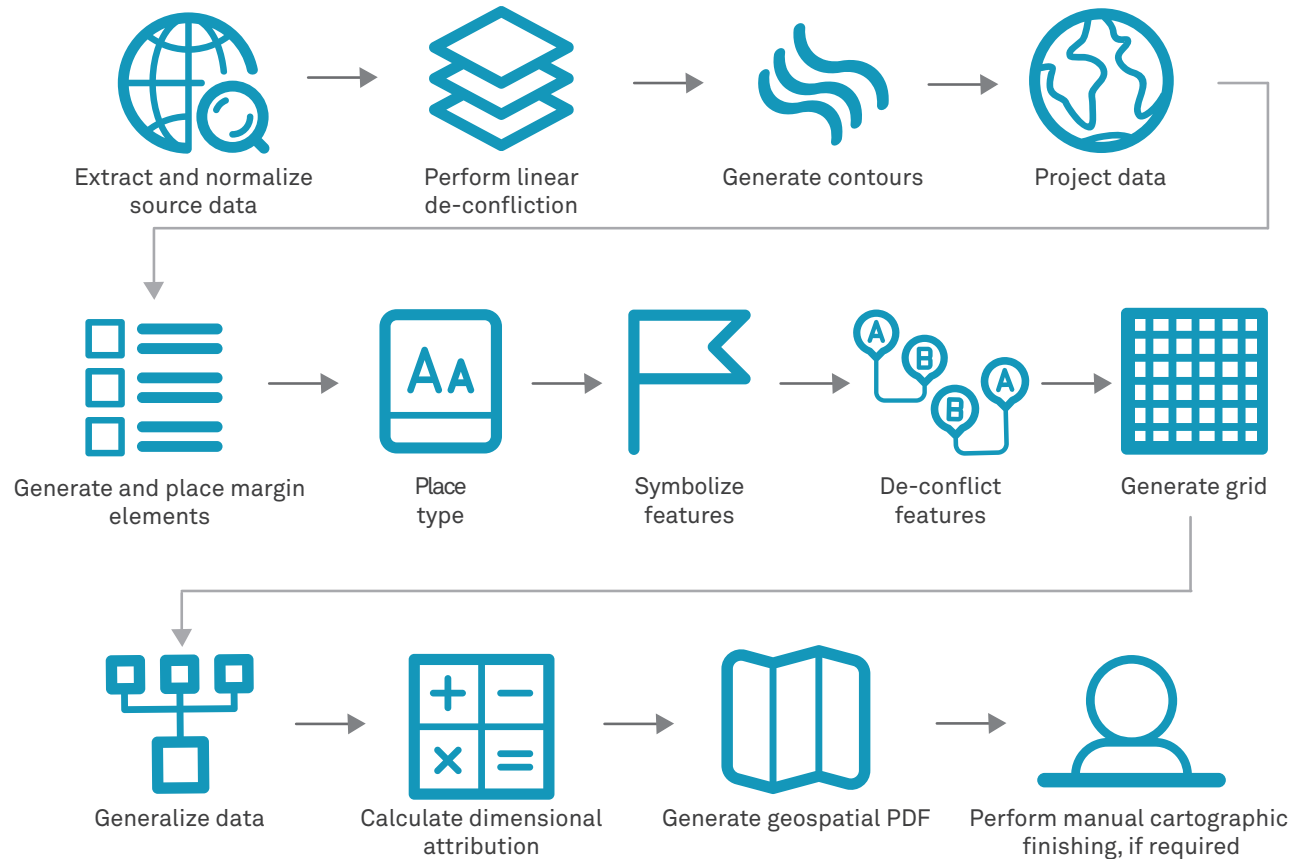 Extract and normalize
source data
Perform linear
de-confliction
Generate contours
Project data
Generate and place margin
elements
Aa
Place
type
Symbolize
features
A
B
B
A
De-conflict
features
Generate grid
Generalize data
+ −
× =
Calculate dimensional
attribution
Generate geospatial PDF
Perform manual cartographic
finishing, if required